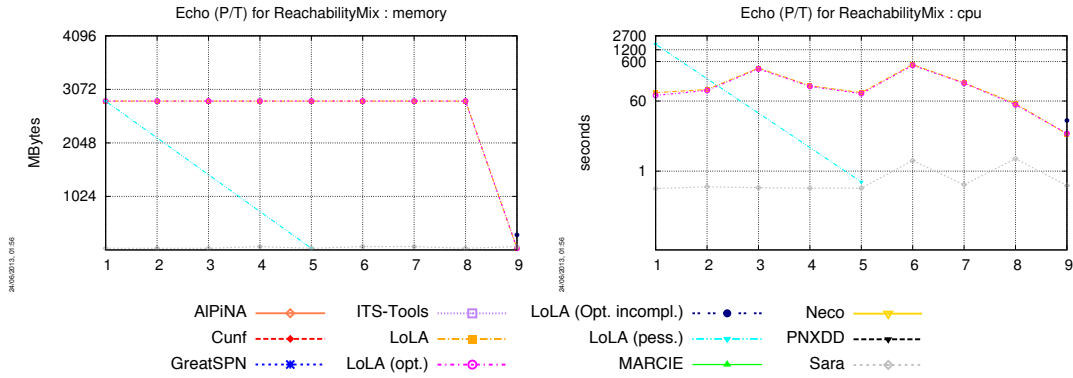 Echo (P/T) for ReachabilityMix : memory
4096
3072
2048
1024
MBytes
1 2 3 4 5 6 7 8 9
24/06/2013, 01:56
Echo (P/T) for ReachabilityMix : cpu
2700
1200
600
60
1
seconds
1 2 3 4 5 6 7 8 9
24/06/2013, 01:56
AlPiNA ITS-Tools LoLA (Opt. incompl.) Neco
Cunf LoLA LoLA (pess.) PNXDD
GreatSPN LoLA (opt.) MARCIE Sara